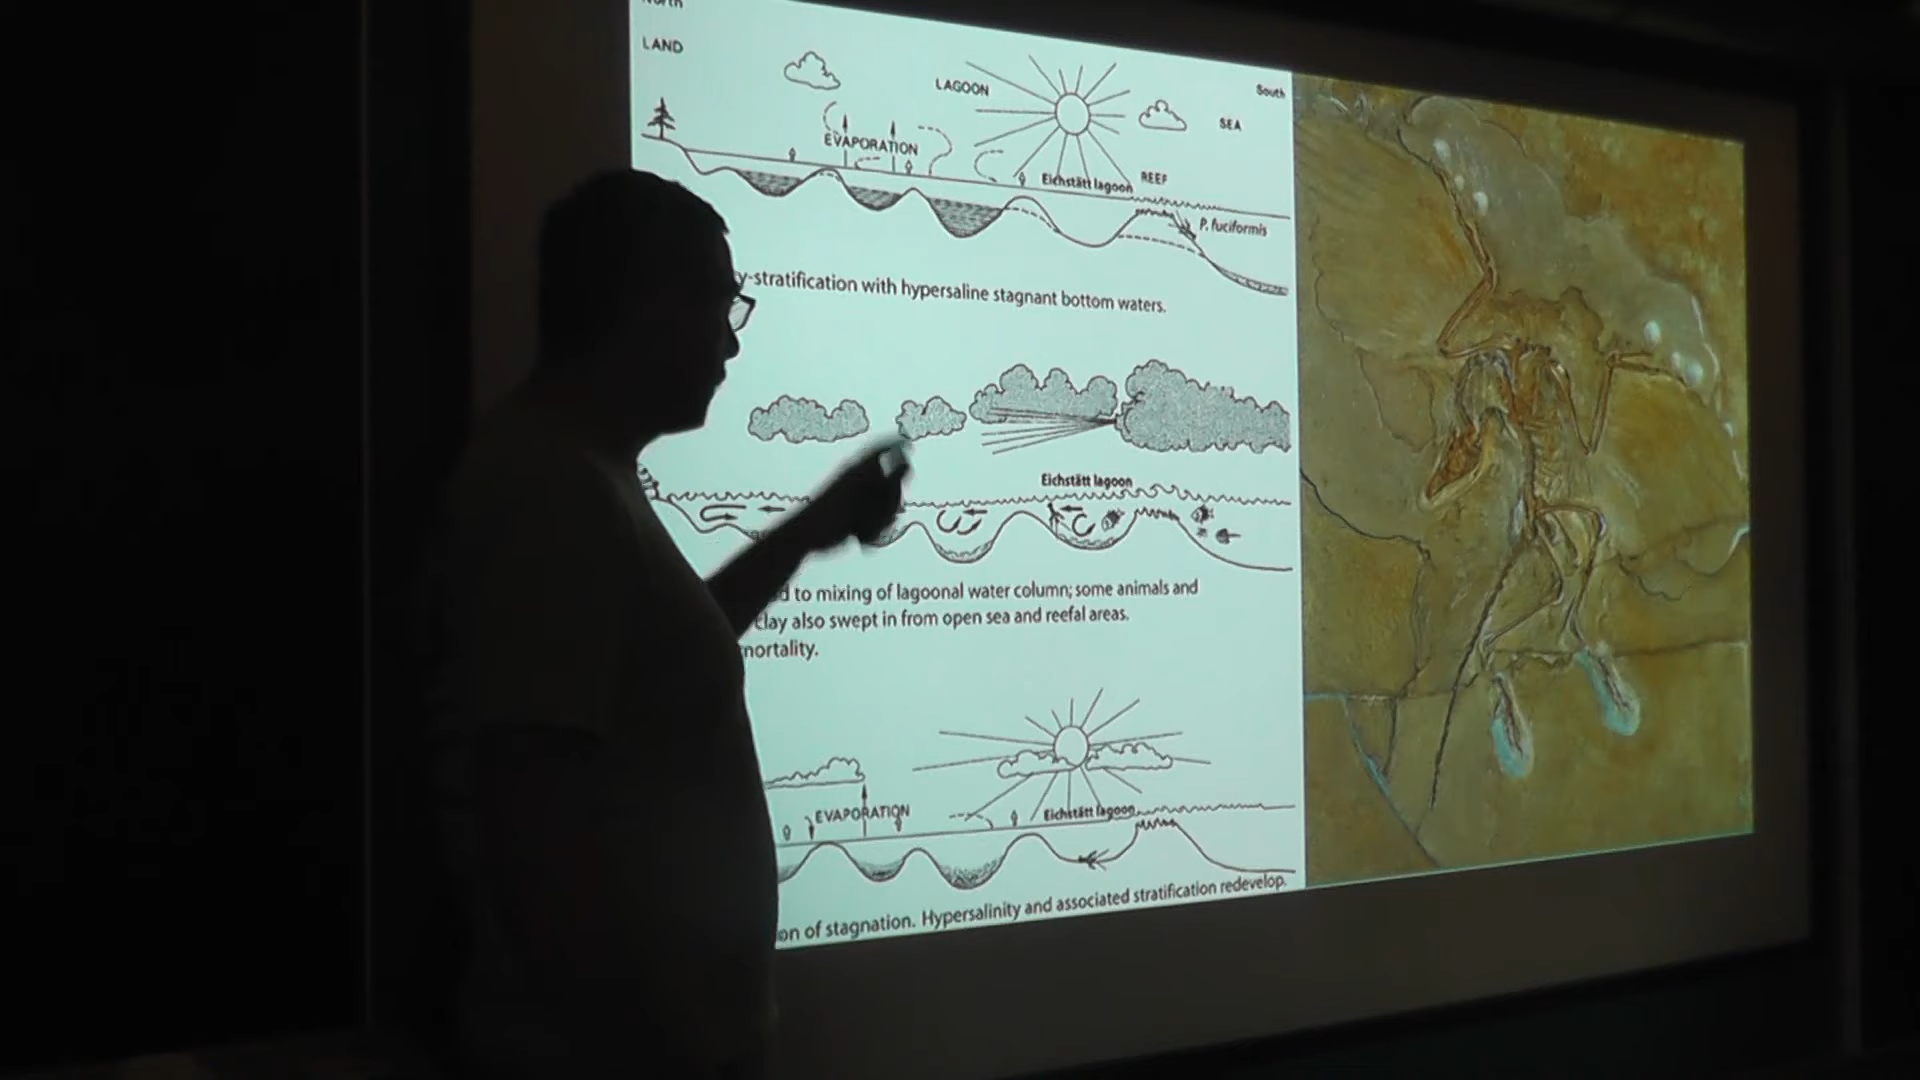 North
LAND
LAGOON
South
SEA
EVAPORATION
Eichstätt lagoon
REEF
P. fuciformis
y-stratification with hypersaline stagnant bottom waters.
Eichstätt lagoon
d to mixing of lagoonal water column; some animals and
clay also swept in from open sea and reefal areas.
mortality.
EVAPORATION
Eichstätt lagoon
on of stagnation. Hypersalinity and associated stratification redevelop.